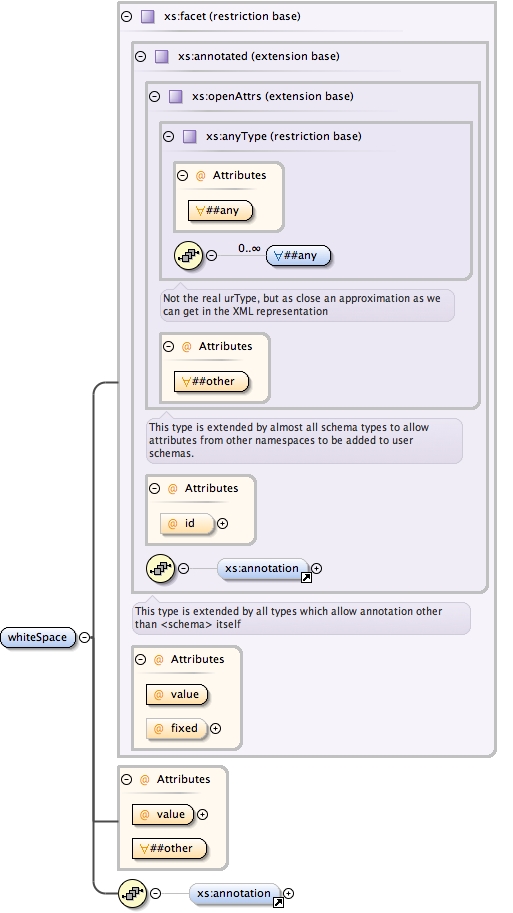 xs:facet (restriction base)
xs:annotated (extension base)
xs:openAttrs (extension base)
xs:anyType (restriction base)
@ Attributes
∀##any
0..∞
∀##any
Not the real urType, but as close an approximation as we
can get in the XML representation
@ Attributes
∀##other
This type is extended by almost all schema types to allow
attributes from other namespaces to be added to user
schemas.
@ Attributes
@ id
xs:annotation
This type is extended by all types which allow annotation other
than <schema> itself
whiteSpace
@ Attributes
@ value
@ fixed
@ Attributes
@ value
∀##other
xs:annotation